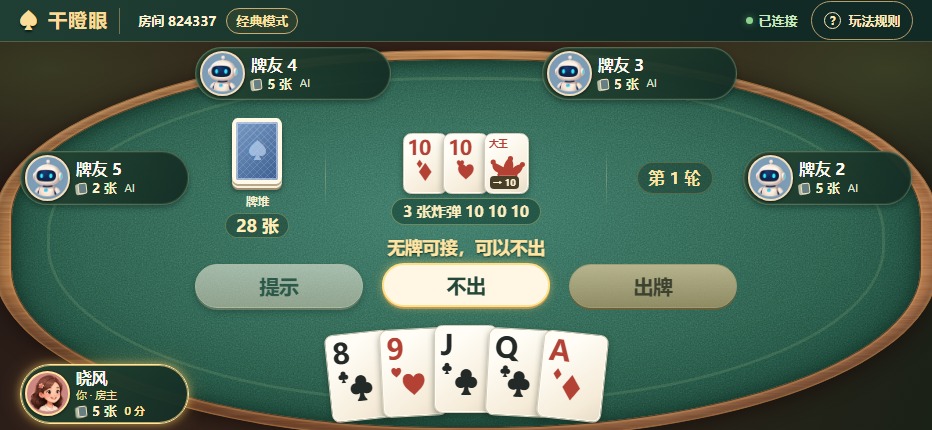 干瞪眼
房间 824337
经典模式
已连接
? 玩法规则
牌友 4
5 张 AI
牌友 3
5 张 AI
牌友 5
2 张 AI
牌堆
28 张
10
10
大王
→ 10
3 张炸弹 10 10 10
第 1 轮
牌友 2
5 张 AI
无牌可接，可以不出
提示
不出
出牌
8
9
J
Q
A
晓风
你 · 房主
5 张 0 分